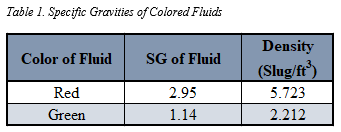 Table 1. Specific Gravities of Colored Fluids
Color of Fluid SG of Fluid Density (Slug/ft³)
Red 2.95 5.723
Green 1.14 2.212